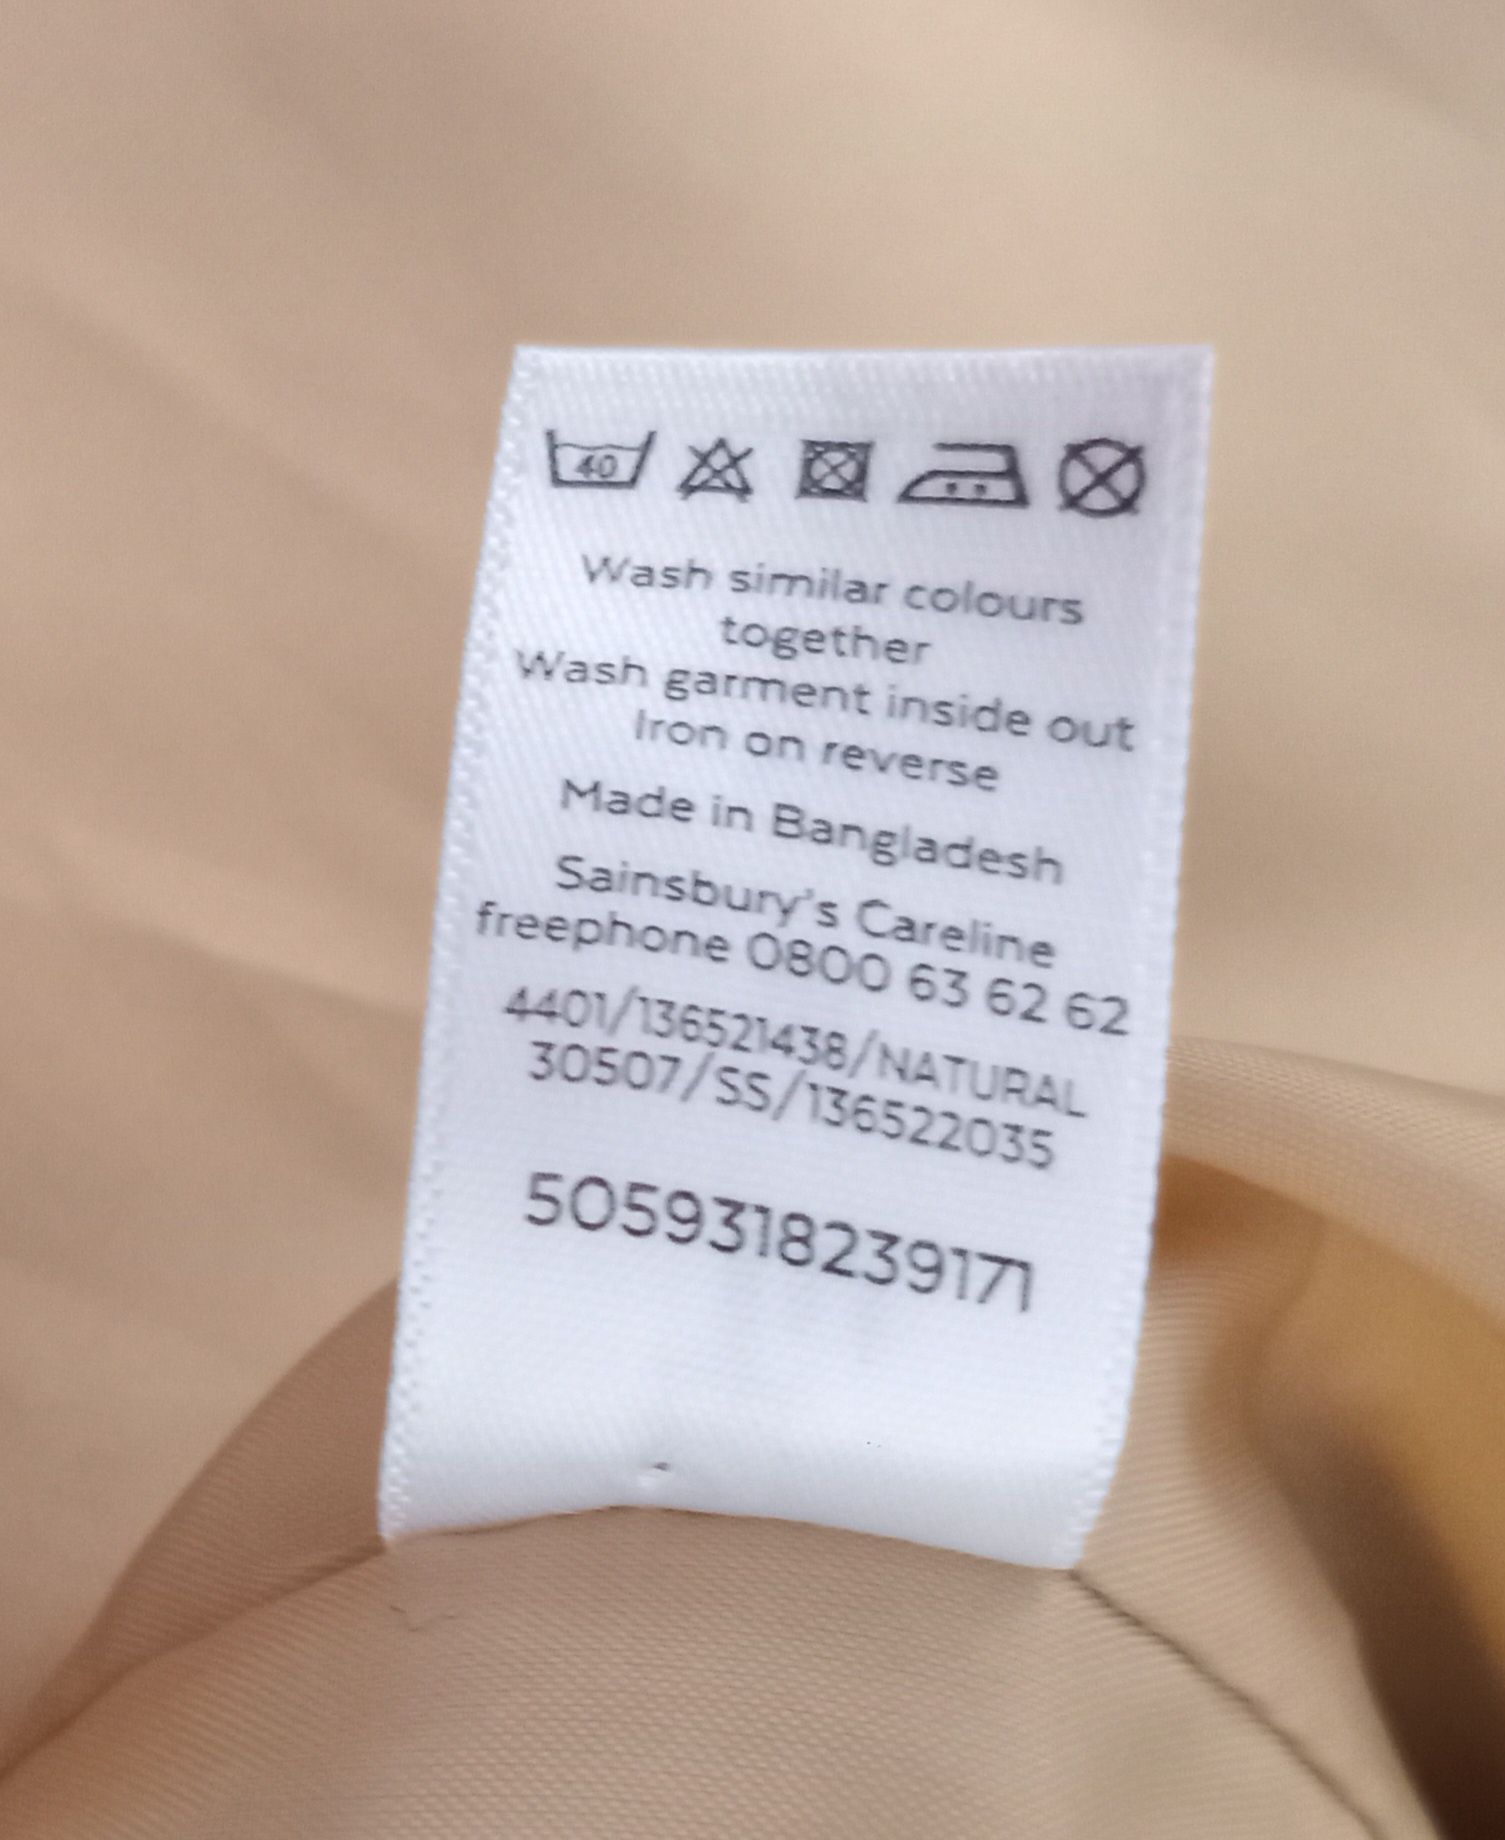 40
Wash similar colours
together
Wash garment inside out
Iron on reverse
Made in Bangladesh
Sainsbury's Careline
freephone 0800 63 62 62
4401/136521438/NATURAL
30507/SS/136522035
5059318239171